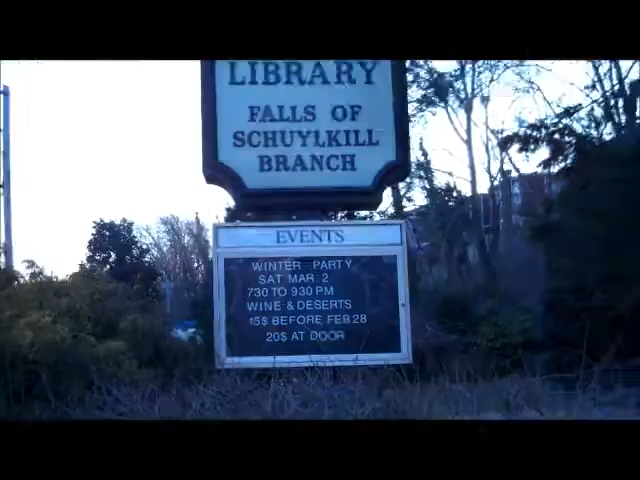 LIBRARY
FALLS OF
SCHUYLKILL
BRANCH
EVENTS
WINTER PARTY
SAT MAR 2
730 TO 930 PM
WINE & DESERTS
15$ BEFORE FEB 28
20$ AT DOOR